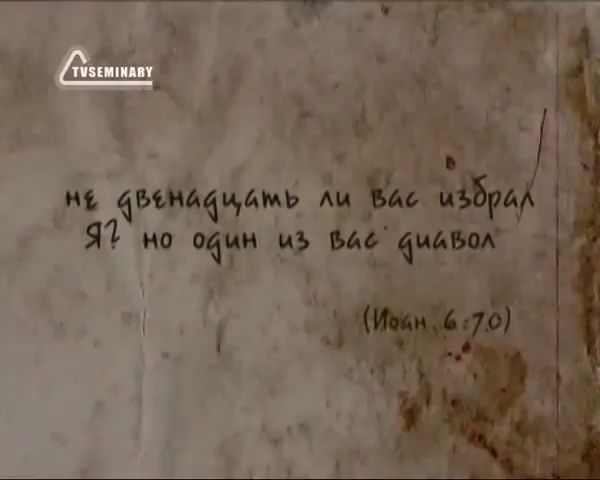 TVSEMINARY
не двенадцать ли вас избрал
Я? но один из вас диавол
(Иоан. 6:70)